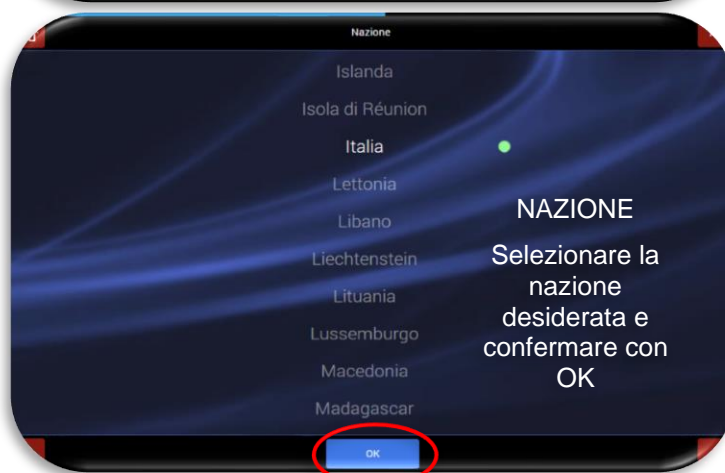 Nazione
Islanda
Isola di Réunion
Italia
Lettonia
Libano
Liechtenstein
Lituania
Lussemburgo
Macedonia
Madagascar
NAZIONE
Selezionare la
nazione
desiderata e
confermare con
OK
OK